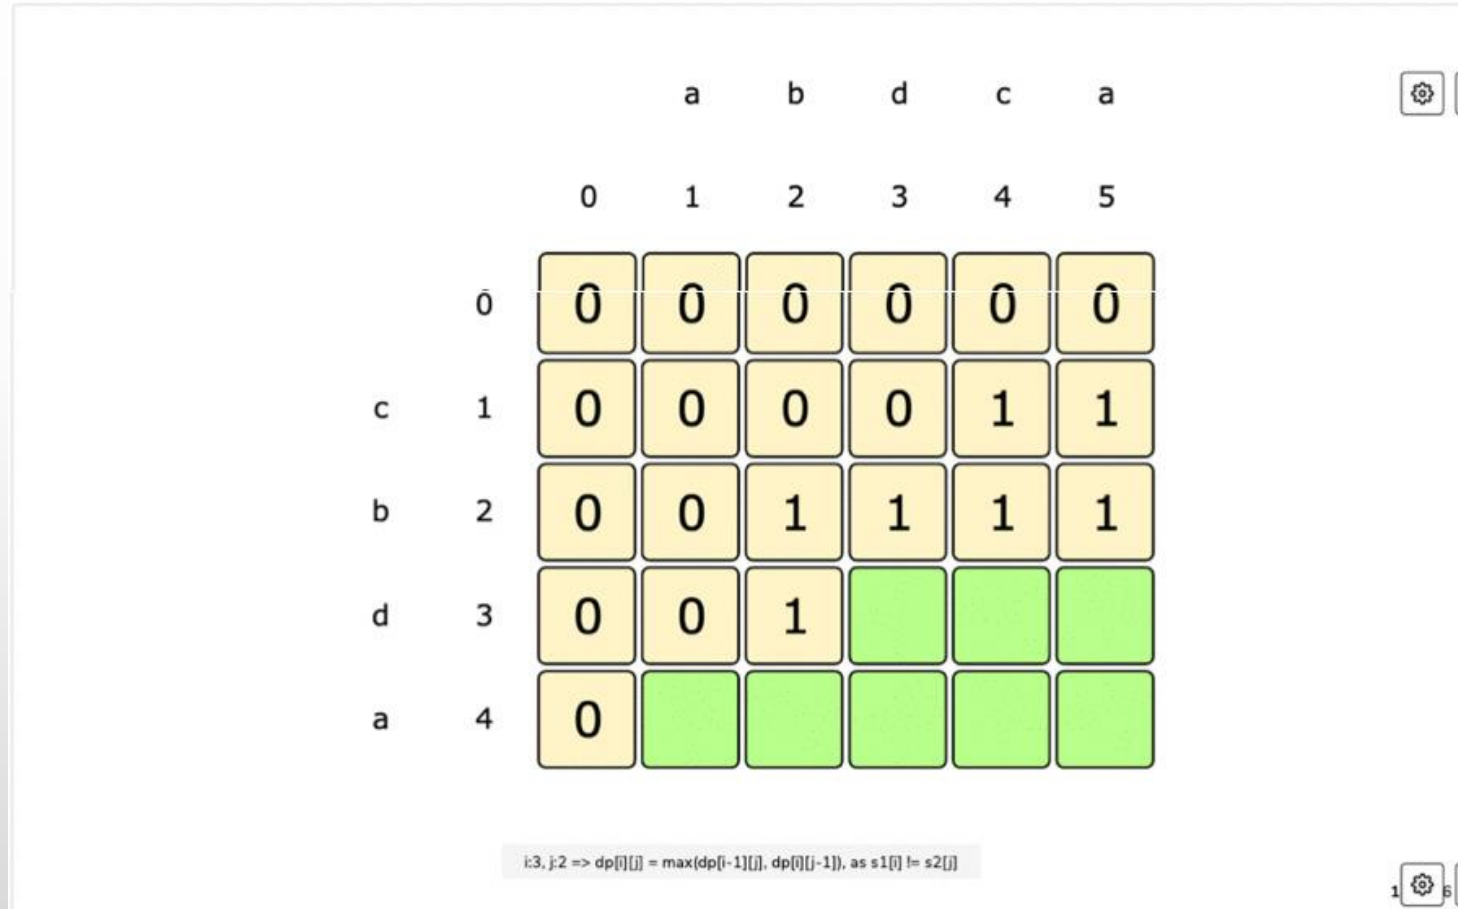 a b d c a
0 1 2 3 4 5
0 0 0 0 0 0 0
c 1 0 0 0 0 1 1
b 2 0 0 1 1 1 1
d 3 0 0 1
a 4 0
i:3, j:2 => dp[i][j] = max(dp[i-1][j], dp[i][j-1]), as s1[i] != s2[j]
1 6